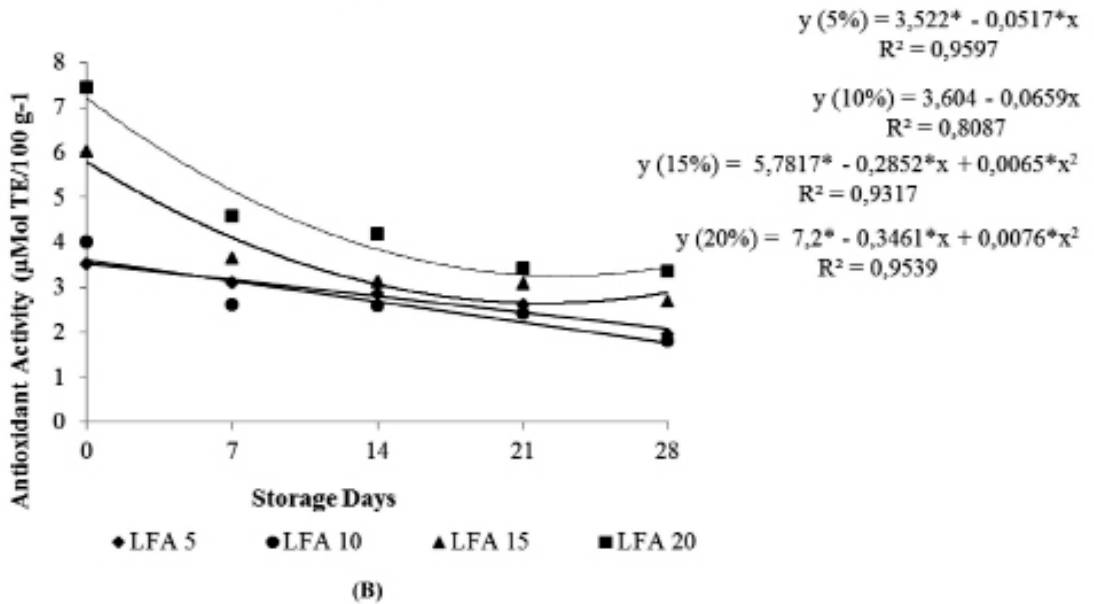 y (5%) = 3,522* - 0,0517*x
R² = 0,9597
y (10%) = 3,604 - 0,0659x
R² = 0,8087
y (15%) = 5,7817* - 0,2852*x + 0,0065*x²
R² = 0,9317
y (20%) = 7,2* - 0,3461*x + 0,0076*x²
R² = 0,9539
Antioxidant Activity (µMol TE/100 g-1
8
7
6
5
4
3
2
1
0
0 7 14 21 28
Storage Days
LFA 5 LFA 10 LFA 15 LFA 20
(B)